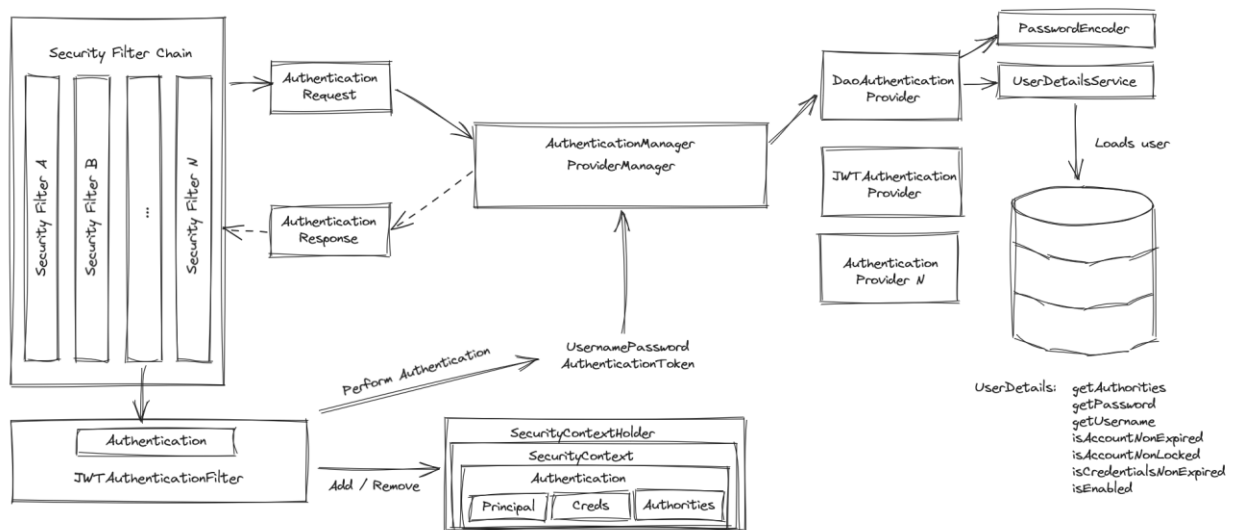 Security Filter Chain
Security Filter A
Security Filter B
...
Security Filter N
Authentication
Request
Authentication
Response
AuthenticationManager
ProviderManager
DaoAuthentication
Provider
JWTAuthentication
Provider
Authentication
Provider N
PasswordEncoder
UserDetailsService
Loads user
UserDetails: getAuthorities
getPassword
getUsername
isAccountNonExpired
isAccountNonLocked
isCredentialsNonExpired
isEnabled
Perform Authentication
UsernamePassword
AuthenticationToken
Authentication
JWTAuthenticationFilter
Add / Remove
SecurityContextHolder
SecurityContext
Authentication
Principal
Creds
Authorities